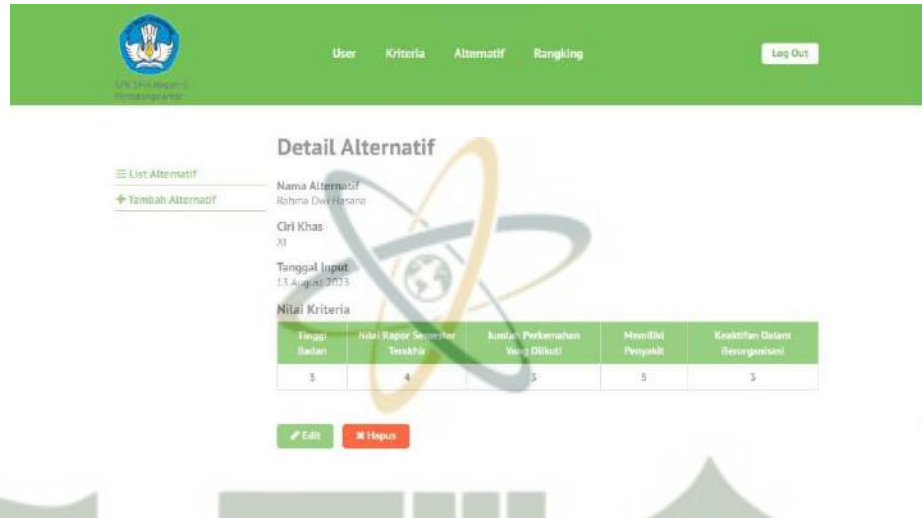 User Kriteria Alternatif Rangking Log Out
Detail Alternatif
List Alternatif
Tambah Alternatif
Nama Alternatif
Rahma Dwi Hasana
Ciri Khas
XI
Tanggal Input
13 August 2023
Nilai Kriteria
Tinggi Badan
Nilai Rapor Semester Terakhir
Jumlah Perkemahan Yang Diikuti
Memiliki Penyakit
Keaktifan Dalam Berorganisasi
3 4 3 5 3
Edit Hapus